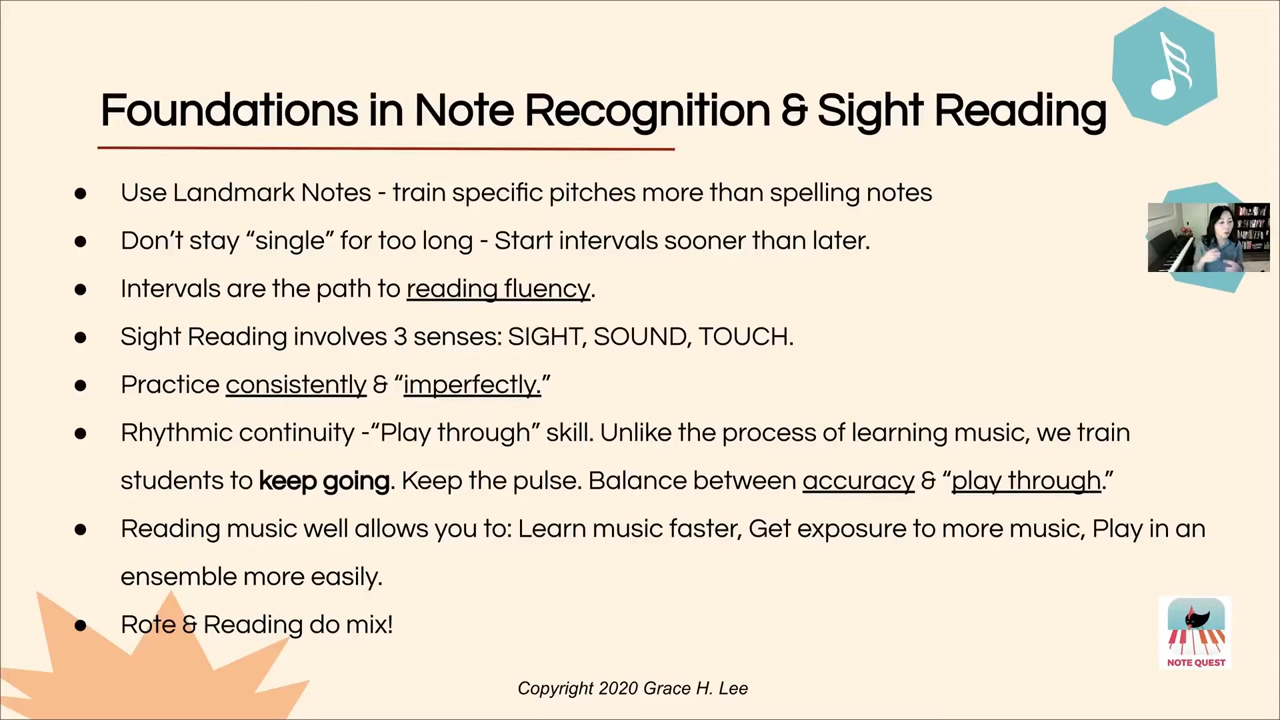 Foundations in Note Recognition & Sight Reading
● Use Landmark Notes - train specific pitches more than spelling notes
● Don’t stay “single” for too long - Start intervals sooner than later.
● Intervals are the path to reading fluency.
● Sight Reading involves 3 senses: SIGHT, SOUND, TOUCH.
● Practice consistently & “imperfectly.”
● Rhythmic continuity -“Play through” skill. Unlike the process of learning music, we train
students to keep going. Keep the pulse. Balance between accuracy & “play through.”
● Reading music well allows you to: Learn music faster, Get exposure to more music, Play in an
ensemble more easily.
● Rote & Reading do mix!
NOTE QUEST
Copyright 2020 Grace H. Lee